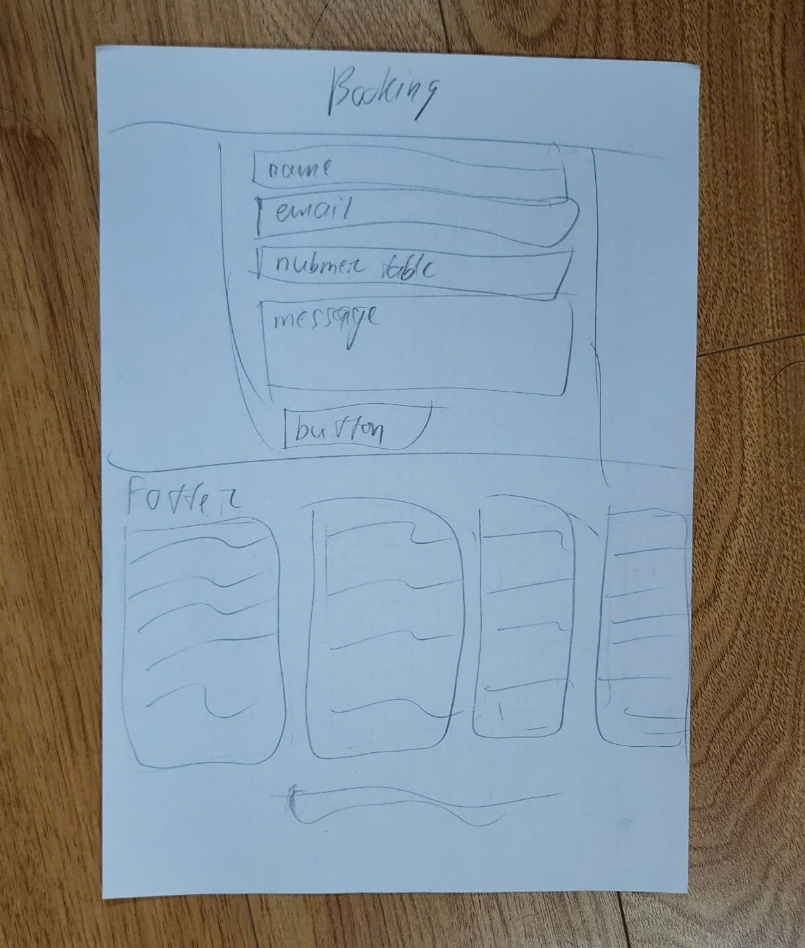 Booking
name
email
nubmer table
message
button
Footer